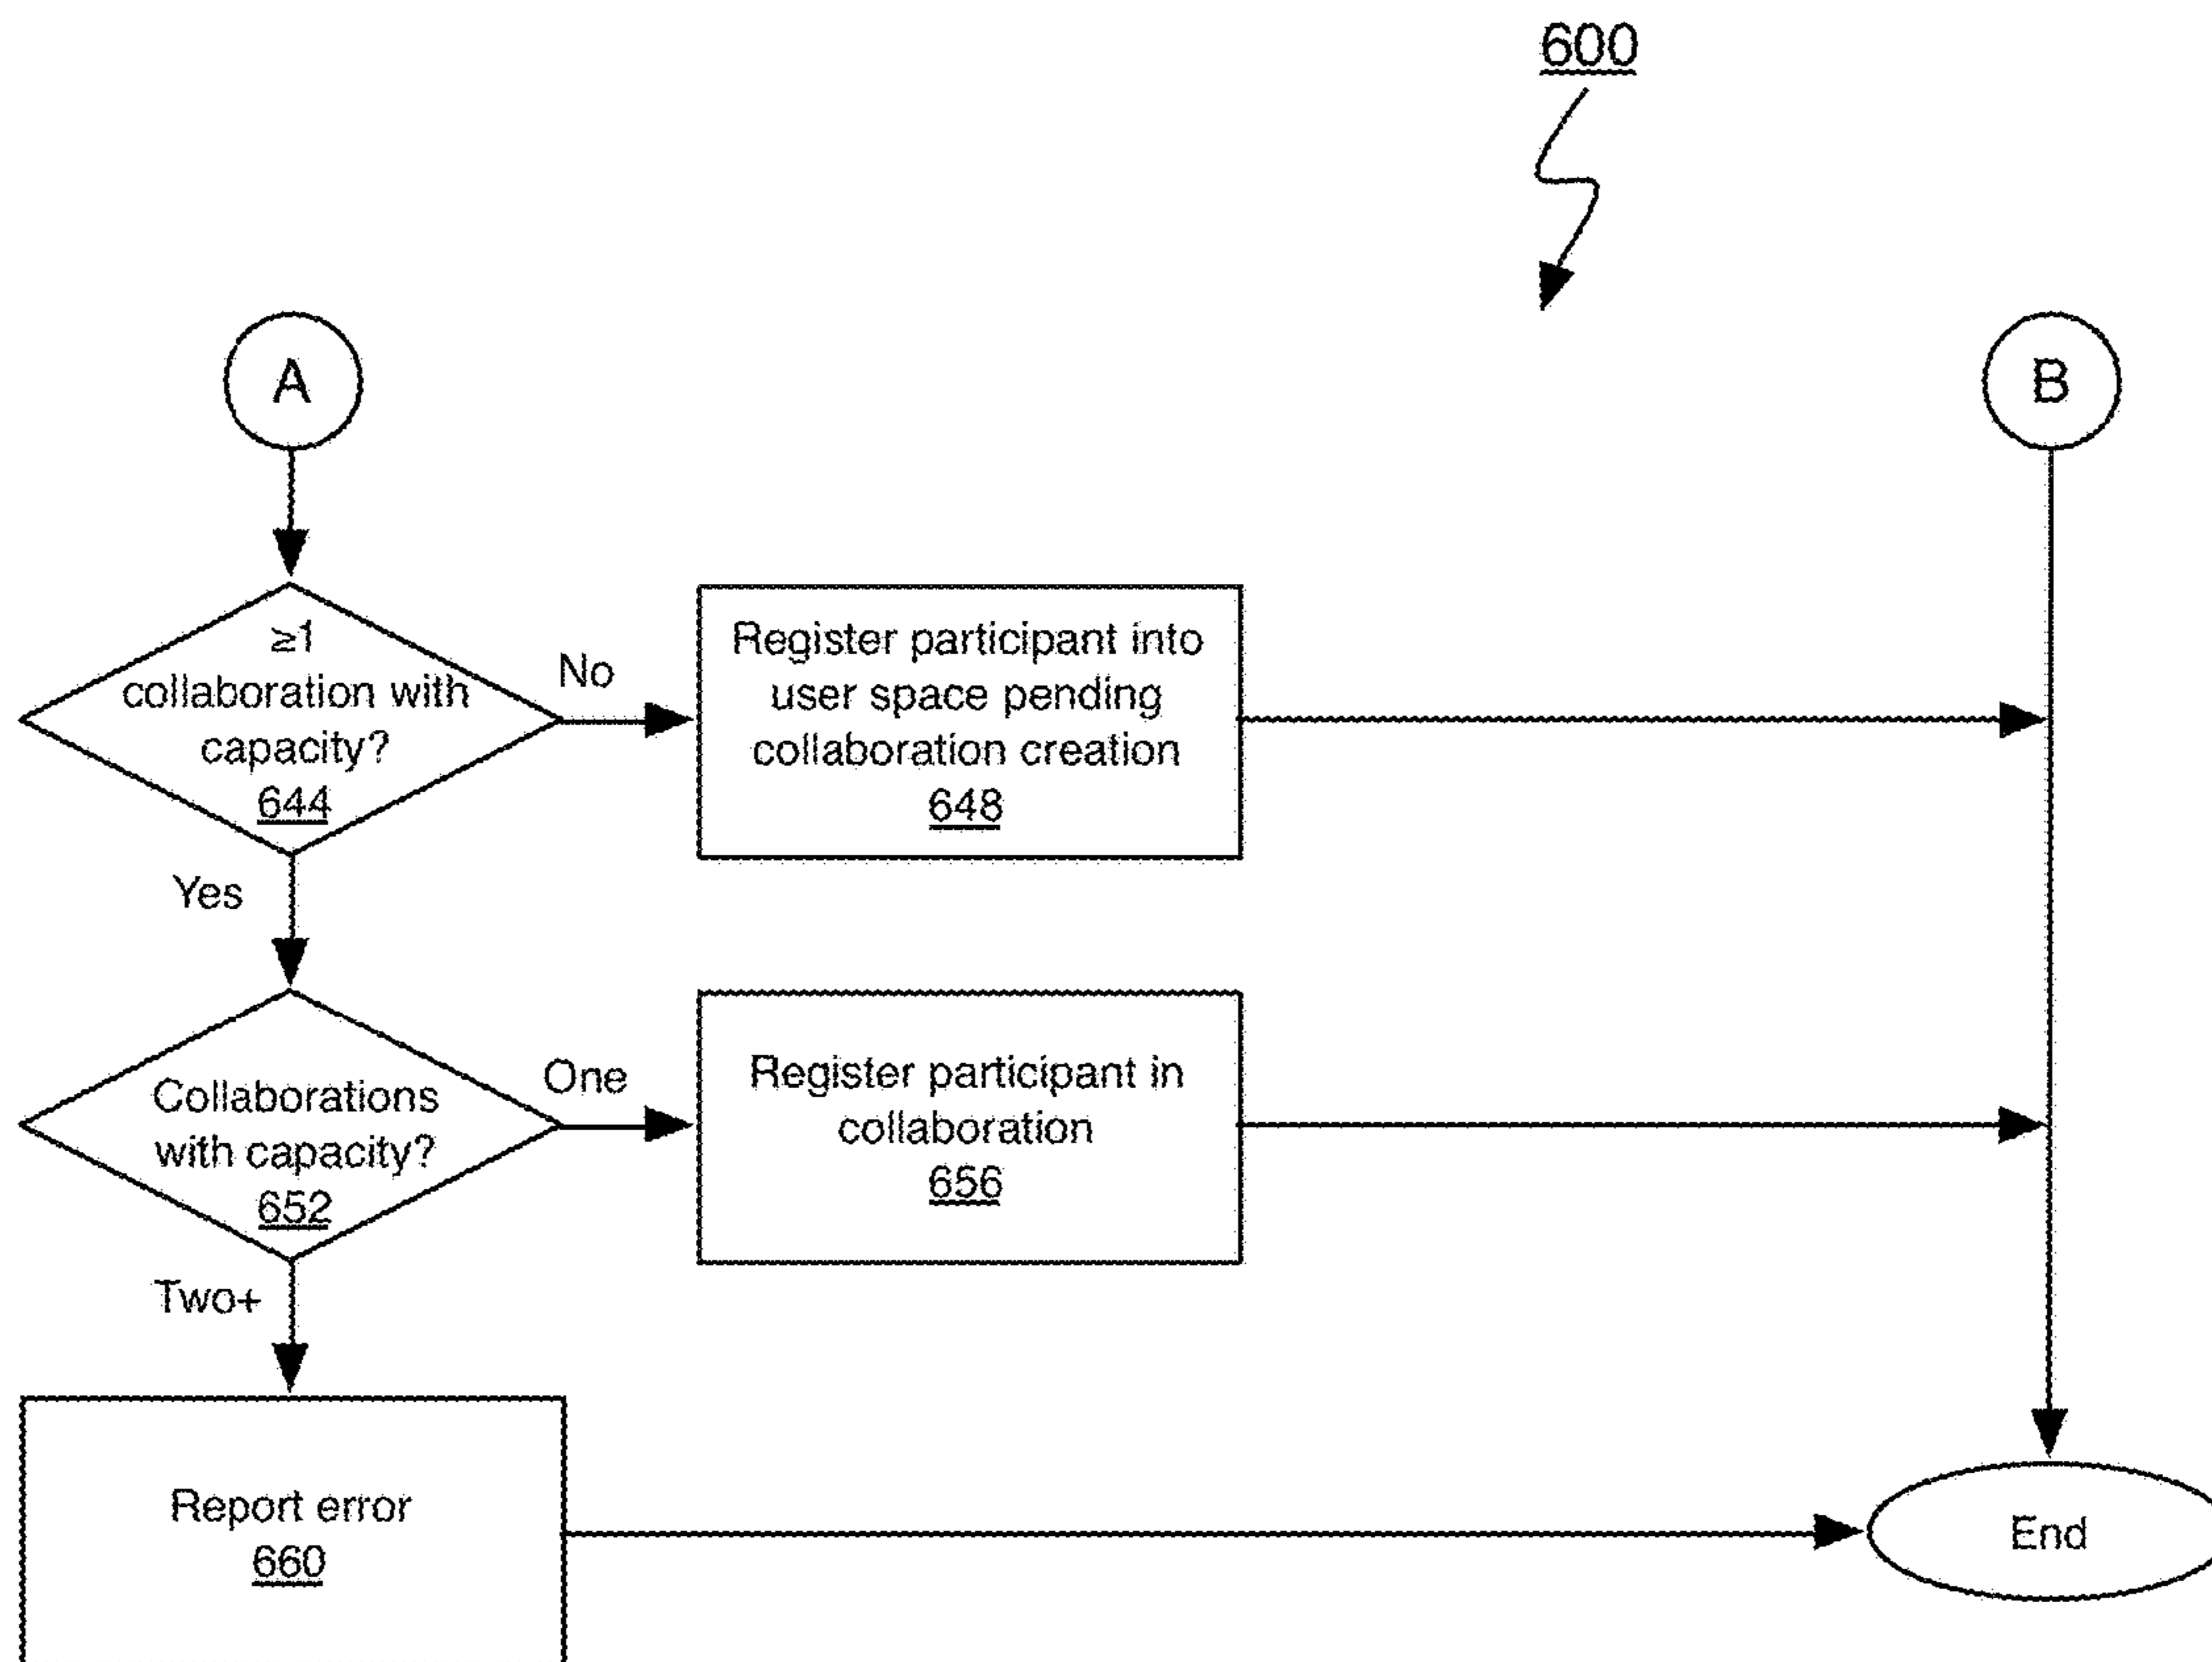 600
A
B
≥1
collaboration with
capacity?
644
No
Register participant into
user space pending
collaboration creation
648
Yes
Collaborations
with capacity?
652
One
Register participant in
collaboration
656
Two+
Report error
660
End